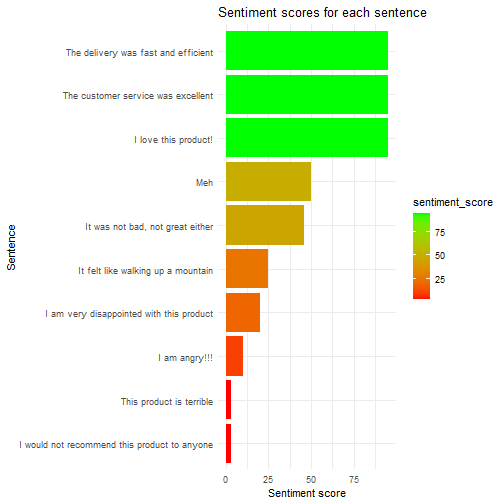 Sentiment scores for each sentence
The delivery was fast and efficient
The customer service was excellent
I love this product!
Meh
It was not bad, not great either
It felt like walking up a mountain
I am very disappointed with this product
I am angry!!!
This product is terrible
I would not recommend this product to anyone
Sentence
0 25 50 75
Sentiment score
sentiment_score
75
50
25